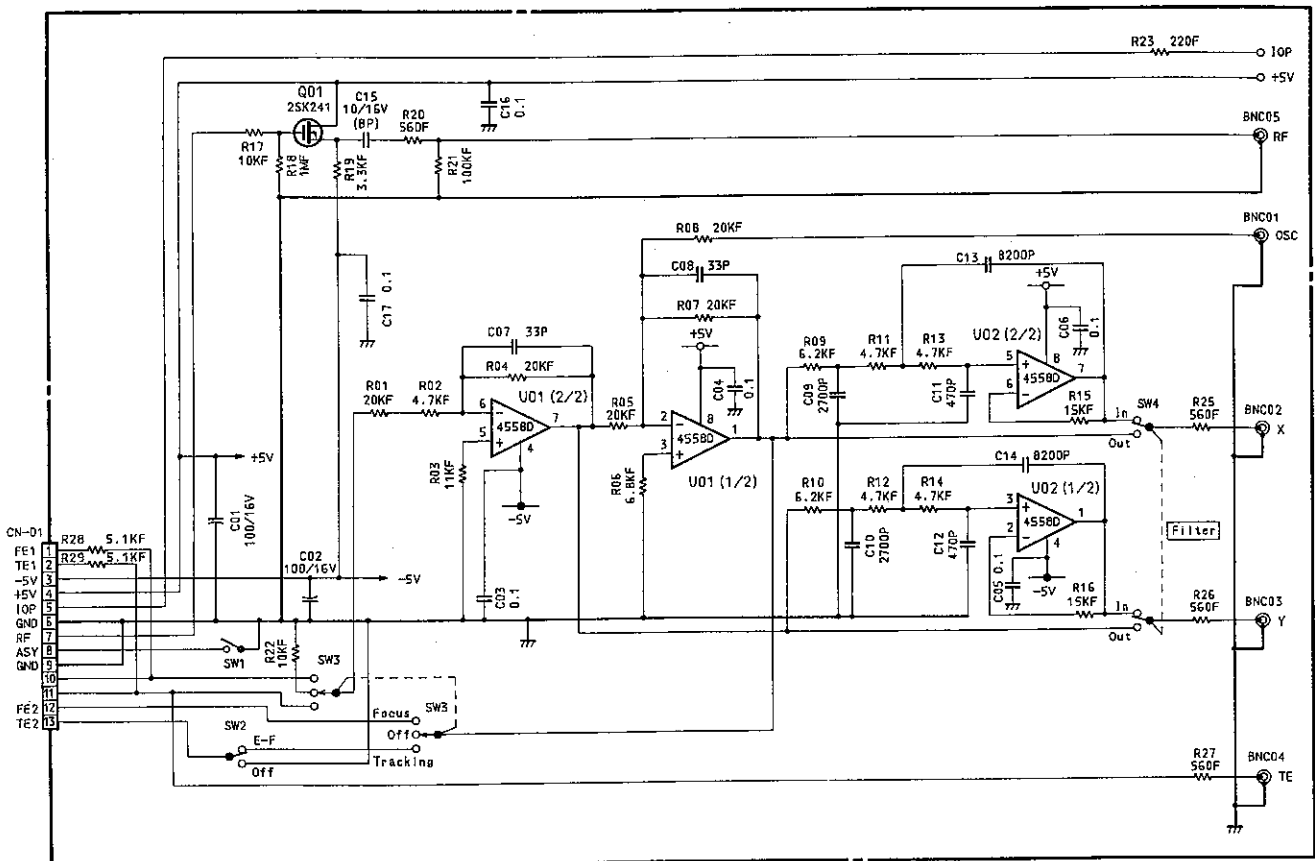 R23 220F
IOP
+5V
Q01
2SK241
C15
10/16V
(BP)
R20
560F
C16
0.1
BNC05
RF
R17
10KF
R18
1MF
R19
3.3KF
R21
100KF
BNC01
OSC
R08 20KF
C08 33P
R07 20KF
+5V
C13 8200P
+5V
C17 0.1
C07 33P
R04 20KF
R01
20KF
R02
4.7KF
U01 (2/2)
6
5
7
4
4558D
-5V
R03
11KF
R05
20KF
C04
0.1
2
3
8
1
4558D
U01 (1/2)
R06
6.8KF
R09
6.2KF
R11
4.7KF
R13
4.7KF
C09
2700P
C11
470P
U02 (2/2)
5
6
8
7
4558D
C06
0.1
R15
15KF
In
Out
SW4
R25
560F
BNC02
X
C14 8200P
R10
6.2KF
R12
4.7KF
R14
4.7KF
C10
2700P
C12
470P
U02 (1/2)
3
2
1
4
4558D
C05 0.1
-5V
R16
15KF
In
Out
Filter
R26
560F
BNC03
Y
+5V
C01
100/16V
C02
100/16V
-5V
C03
0.1
CN-01
FE1 1 R28 5.1KF
TE1 2 R29 5.1KF
-5V 3
+5V 4
IOP 5
GND 6
RF 7
ASY 8
GND 9
10
11
FE2 12
TE2 13
SW1
R22
10KF
SW3
SW3
Focus
Off
Tracking
SW2
E-F
Off
R27
560F
BNC04
TE